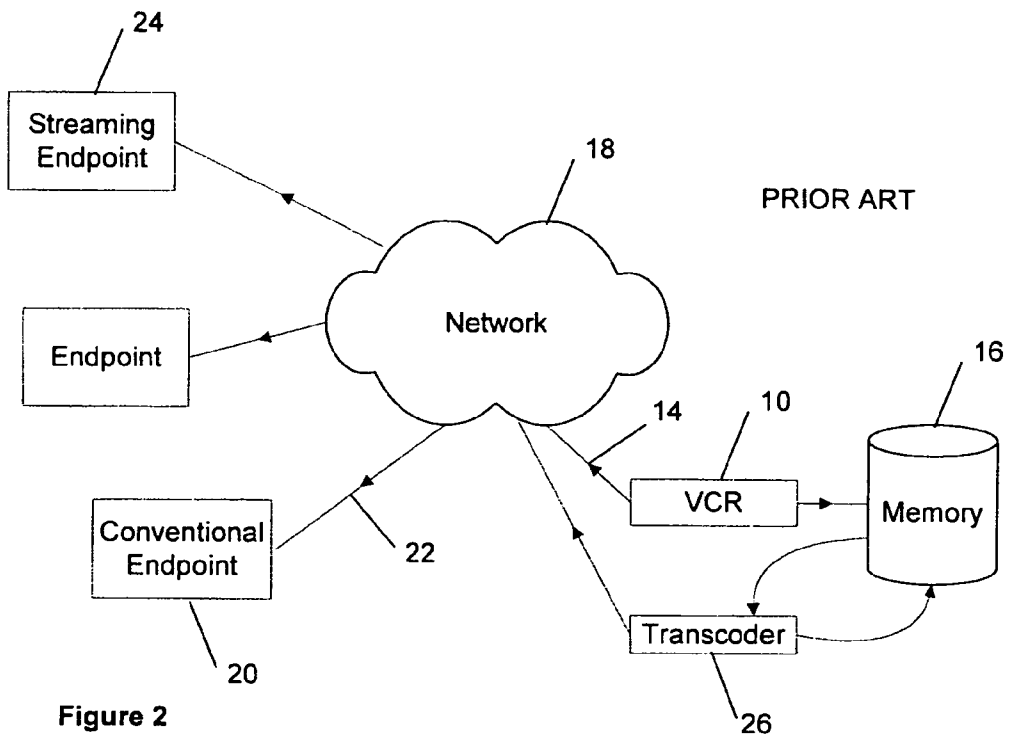 24
Streaming
Endpoint
18
PRIOR ART
Network
Endpoint
16
14
10
VCR
Memory
Conventional
Endpoint
22
Transcoder
20
26
Figure 2